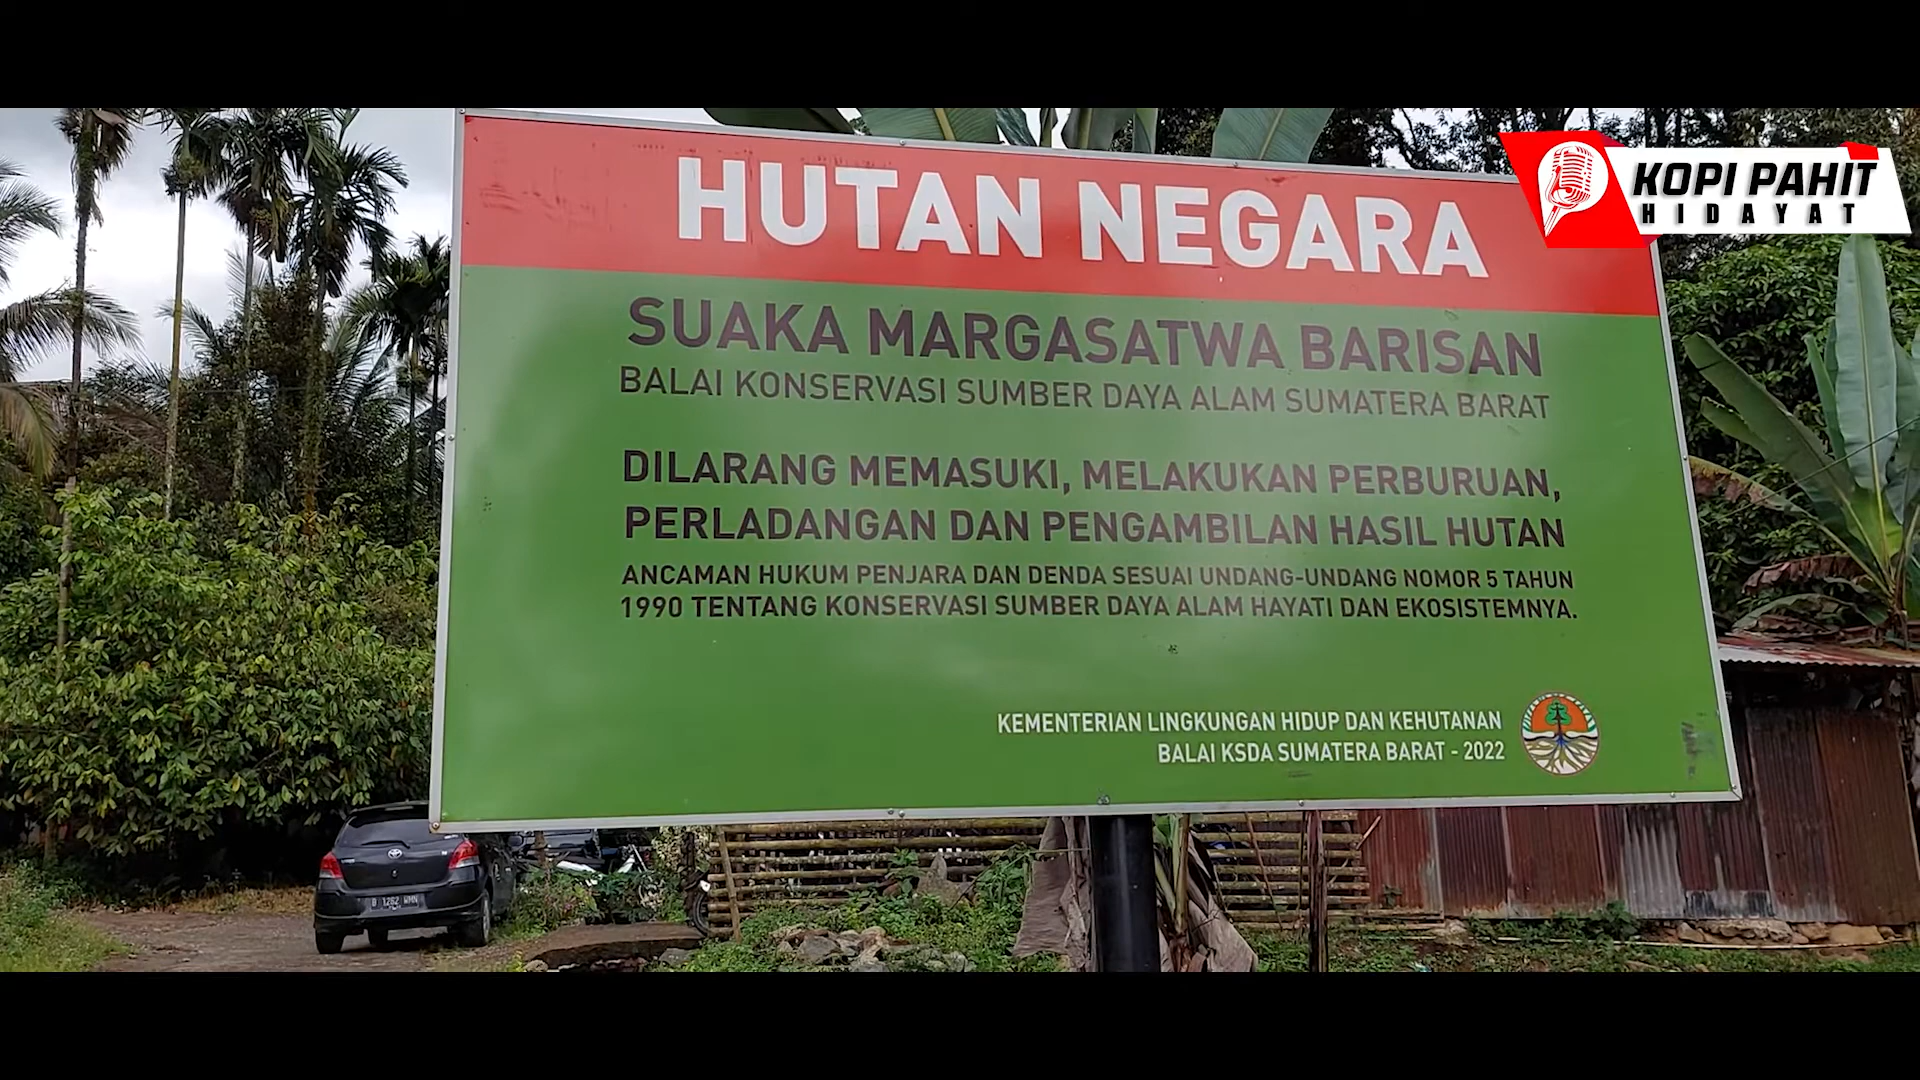 KOPI PAHIT
HIDAYAT
HUTAN NEGARA
SUAKA MARGASATWA BARISAN
BALAI KONSERVASI SUMBER DAYA ALAM SUMATERA BARAT
DILARANG MEMASUKI, MELAKUKAN PERBURUAN,
PERLADANGAN DAN PENGAMBILAN HASIL HUTAN
ANCAMAN HUKUM PENJARA DAN DENDA SESUAI UNDANG-UNDANG NOMOR 5 TAHUN
1990 TENTANG KONSERVASI SUMBER DAYA ALAM HAYATI DAN EKOSISTEMNYA.
KEMENTERIAN LINGKUNGAN HIDUP DAN KEHUTANAN
BALAI KSDA SUMATERA BARAT - 2022
B 1262 WMN